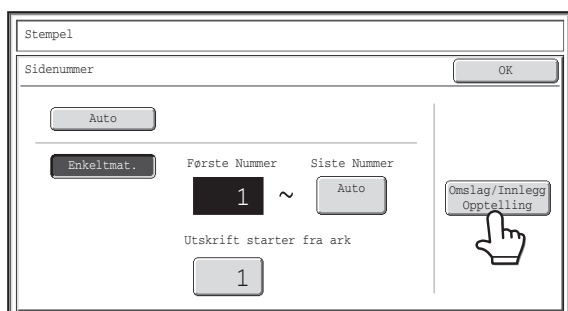 Stempel
Sidenummer
OK
Auto
Enkeltmat.
Første Nummer
Siste Nummer
1
~
Auto
Omslag/Innlegg
Opptelling
Utskrift starter fra ark
1